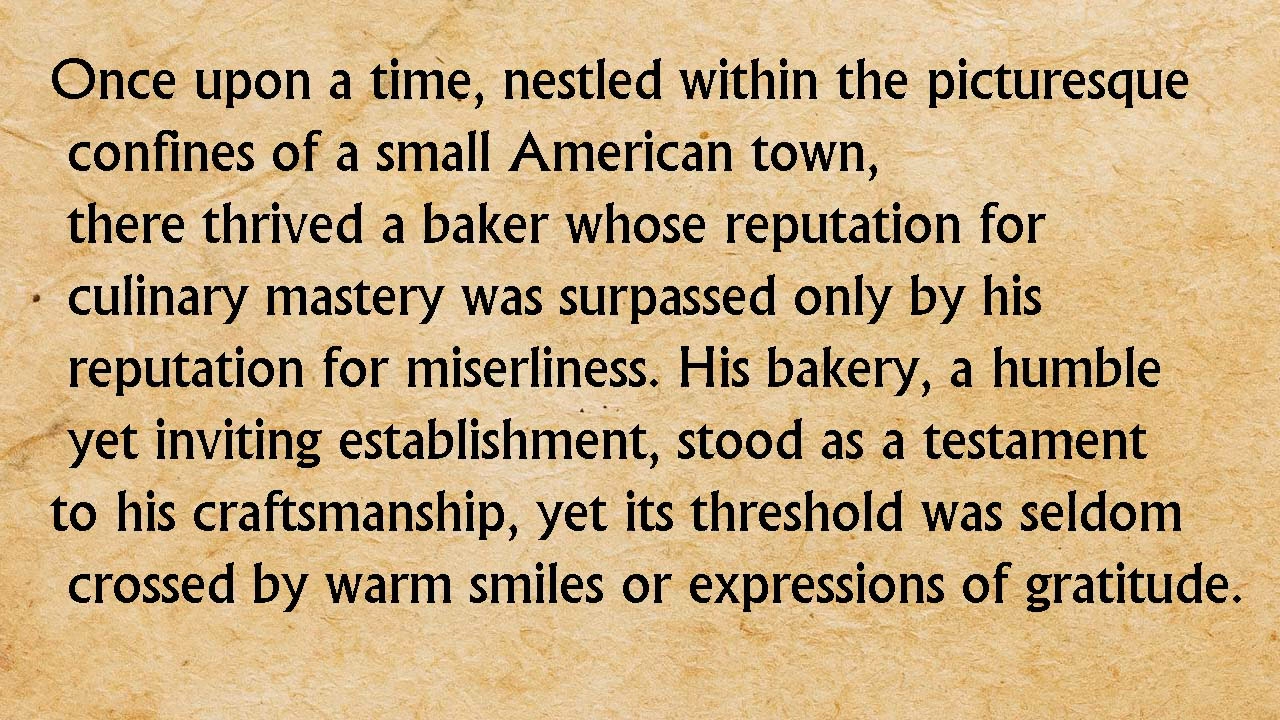 Once upon a time, nestled within the picturesque
confines of a small American town,
there thrived a baker whose reputation for
culinary mastery was surpassed only by his
reputation for miserliness. His bakery, a humble
yet inviting establishment, stood as a testament
to his craftsmanship, yet its threshold was seldom
crossed by warm smiles or expressions of gratitude.